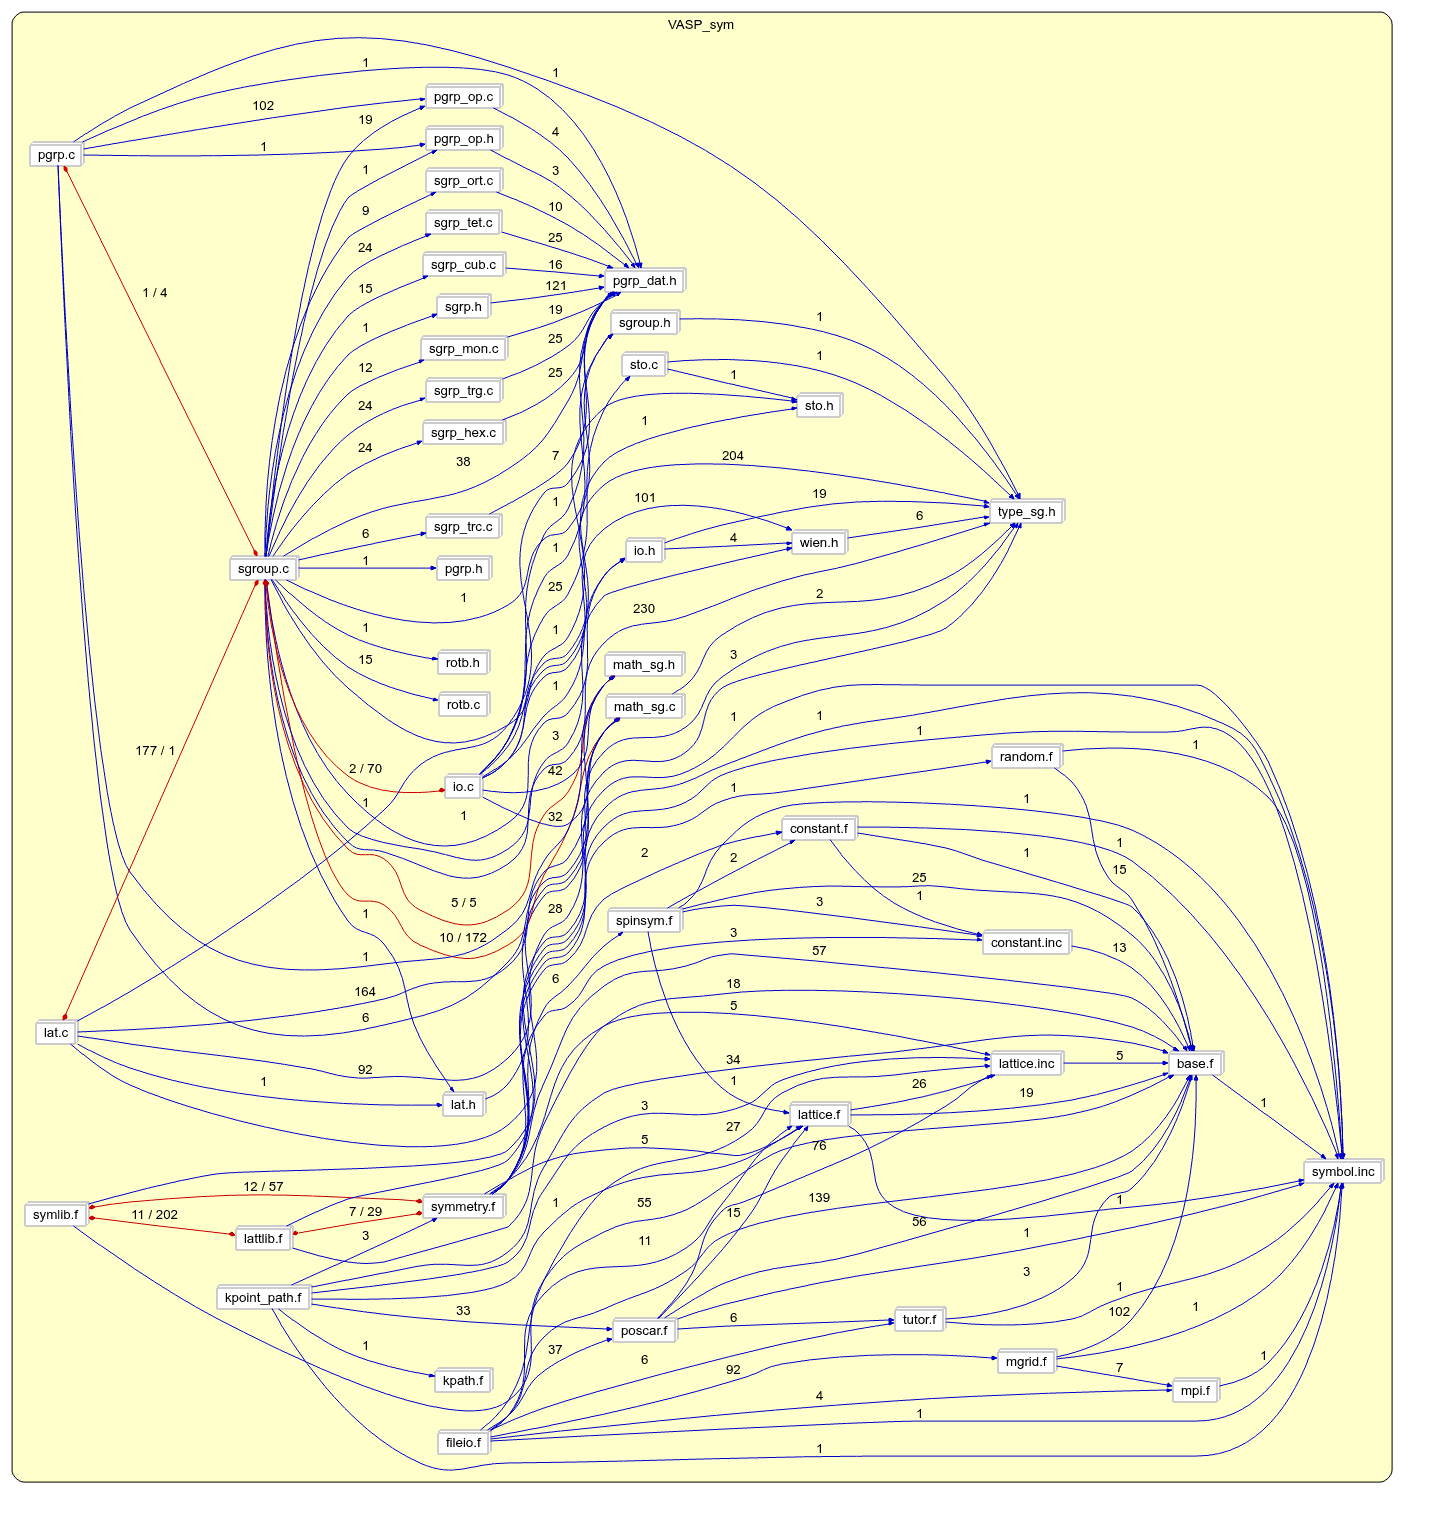 VASP_sym
1
1
pgrp_op.c
102
19
4
pgrp_op.h
1
pgrp.c
3
1
sgrp_ort.c
9
10
sgrp_tet.c
24
25
sgrp_cub.c
16
pgrp_dat.h
15
121
1 / 4
sgrp.h
19
sgroup.h
1
1
25
sgrp_mon.c
1
12
sto.c
25
1
sgrp_trg.c
24
sto.h
1
sgrp_hex.c
24
7
204
38
101
19
1
type_sg.h
6
sgrp_trc.c
6
4
wien.h
1
io.h
1
sgroup.c
pgrp.h
25
2
1
230
1
1
3
rotb.h
15
math_sg.h
1
rotb.c
math_sg.c
1
1
3
1
177 / 1
1
random.f
2 / 70
42
io.c
1
1
1
32
1
constant.f
2
2
1
1
15
25
1
5 / 5
28
3
spinsym.f
3
10 / 172
constant.inc
13
1
57
6
18
164
5
6
lat.c
34
5
lattice.inc
base.f
92
1
1
26
19
lat.h
3
1
lattice.f
27
5
76
symbol.inc
12 / 57
139
1
symmetry.f
1
55
11 / 202
7 / 29
15
symlib.f
56
3
lattlib.f
11
1
3
1
kpoint_path.f
33
1
102
6
tutor.f
poscar.f
1
37
6
1
mgrid.f
92
7
kpath.f
mpi.f
4
1
fileio.f
1